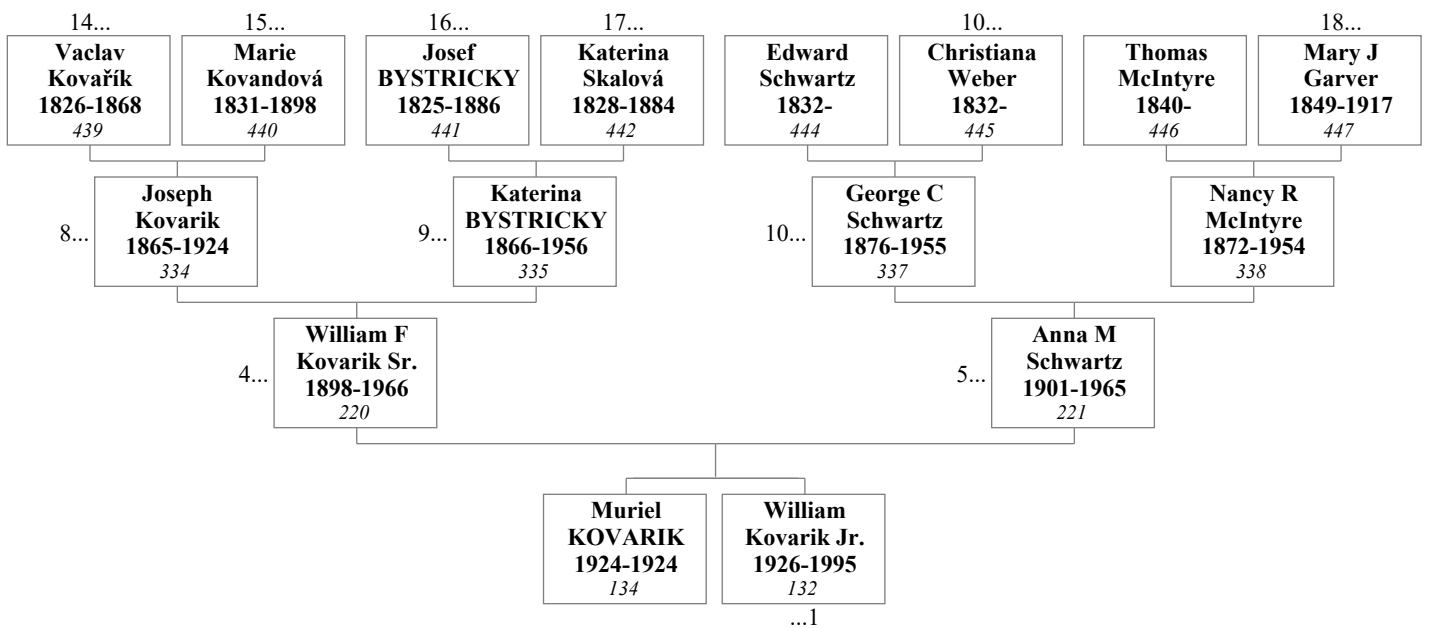 14...
15...
16...
17...
10...
18...
Vaclav
Kovařík
1826-1868
439
Marie
Kovandová
1831-1898
440
Josef
BYSTRICKY
1825-1886
441
Katerina
Skalová
1828-1884
442
Edward
Schwartz
1832-
444
Christiana
Weber
1832-
445
Thomas
McIntyre
1840-
446
Mary J
Garver
1849-1917
447
8...
Joseph
Kovarik
1865-1924
334
9...
Katerina
BYSTRICKY
1866-1956
335
10...
George C
Schwartz
1876-1955
337
Nancy R
McIntyre
1872-1954
338
4...
William F
Kovarik Sr.
1898-1966
220
5...
Anna M
Schwartz
1901-1965
221
Muriel
KOVARIK
1924-1924
134
William
Kovarik Jr.
1926-1995
132
...1